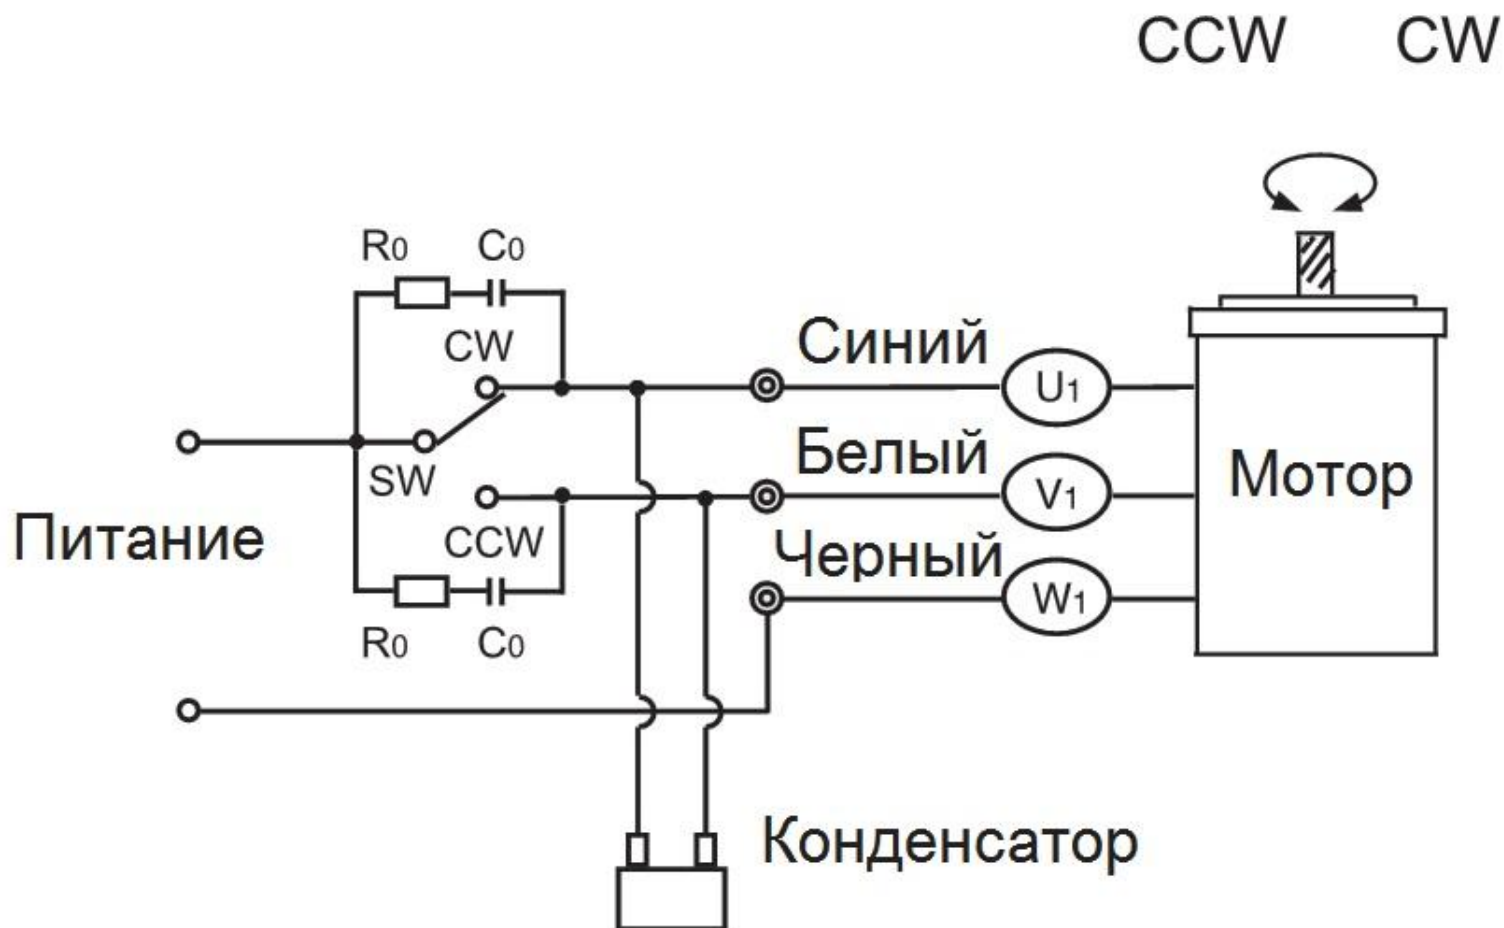 CCW CW
R0 C0
CW
Синий
U1
SW
Белый
V1
Мотор
Питание
CCW
Черный
W1
R0 C0
Конденсатор